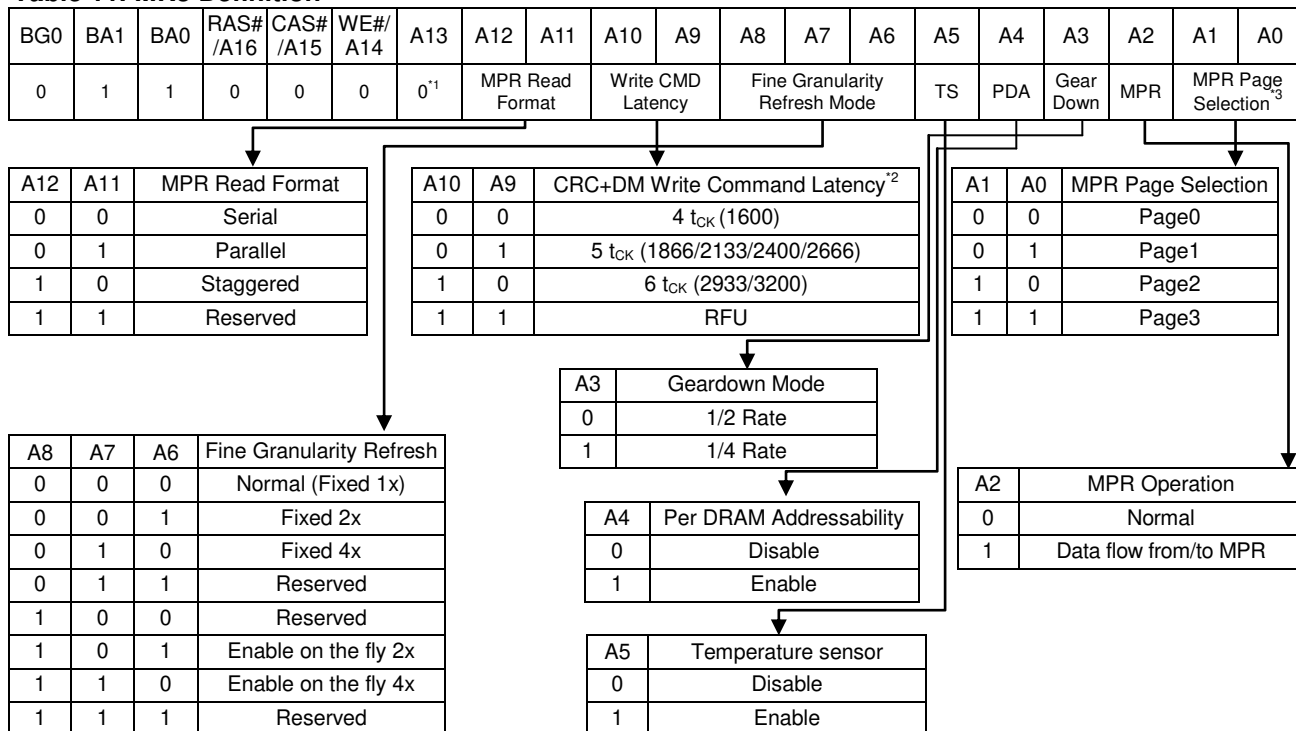 BG0 BA1 BA0 RAS# /A16 CAS# /A15 WE#/ A14 A13 A12 A11 A10 A9 A8 A7 A6 A5 A4 A3 A2 A1 A0
0 1 1 0 0 0 0*1 MPR Read Format Write CMD Latency Fine Granularity Refresh Mode TS PDA Gear Down MPR MPR Page Selection*3
A12 A11 MPR Read Format
0 0 Serial
0 1 Parallel
1 0 Staggered
1 1 Reserved
A10 A9 CRC+DM Write Command Latency*2
0 0 4 tCK (1600)
0 1 5 tCK (1866/2133/2400/2666)
1 0 6 tCK (2933/3200)
1 1 RFU
A1 A0 MPR Page Selection
0 0 Page0
0 1 Page1
1 0 Page2
1 1 Page3
A3 Geardown Mode
0 1/2 Rate
1 1/4 Rate
A8 A7 A6 Fine Granularity Refresh
0 0 0 Normal (Fixed 1x)
0 0 1 Fixed 2x
0 1 0 Fixed 4x
0 1 1 Reserved
1 0 0 Reserved
1 0 1 Enable on the fly 2x
1 1 0 Enable on the fly 4x
1 1 1 Reserved
A4 Per DRAM Addressability
0 Disable
1 Enable
A2 MPR Operation
0 Normal
1 Data flow from/to MPR
A5 Temperature sensor
0 Disable
1 Enable